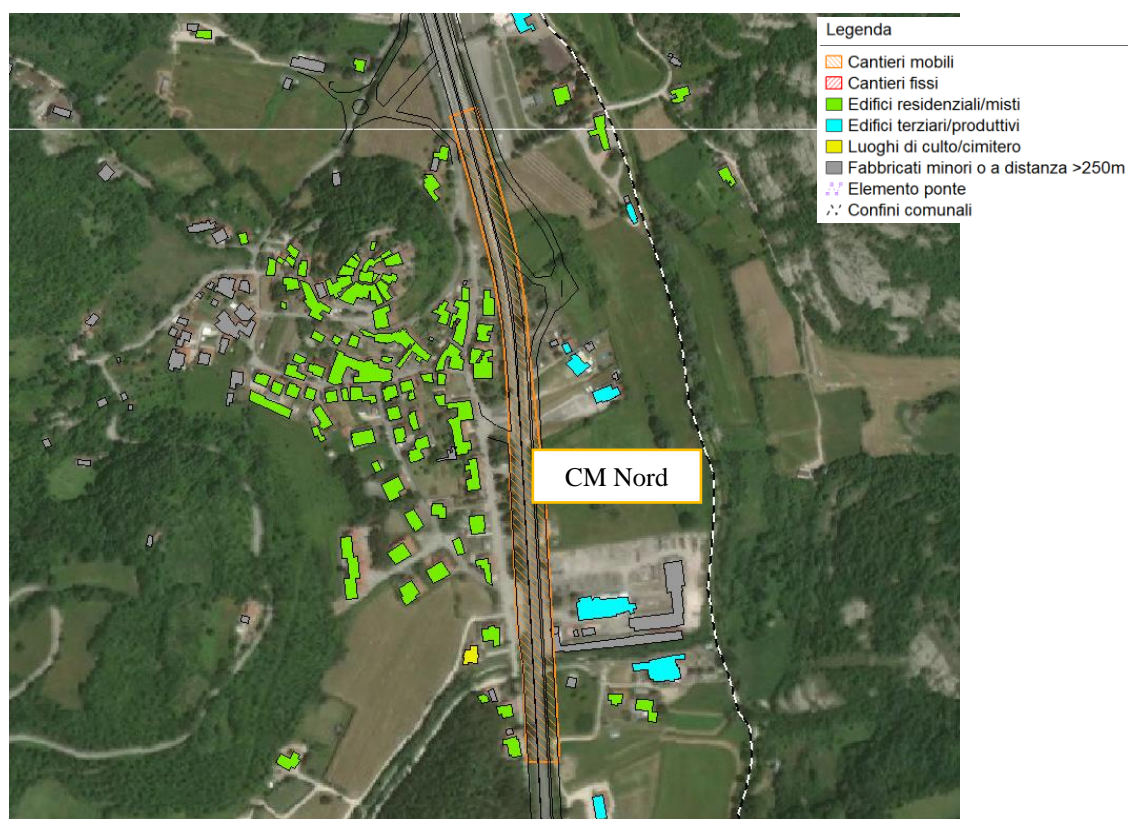 Legenda
Cantieri mobili
Cantieri fissi
Edifici residenziali/misti
Edifici terziari/produttivi
Luoghi di culto/cimitero
Fabbricati minori o a distanza >250m
Elemento ponte
Confini comunali
CM Nord